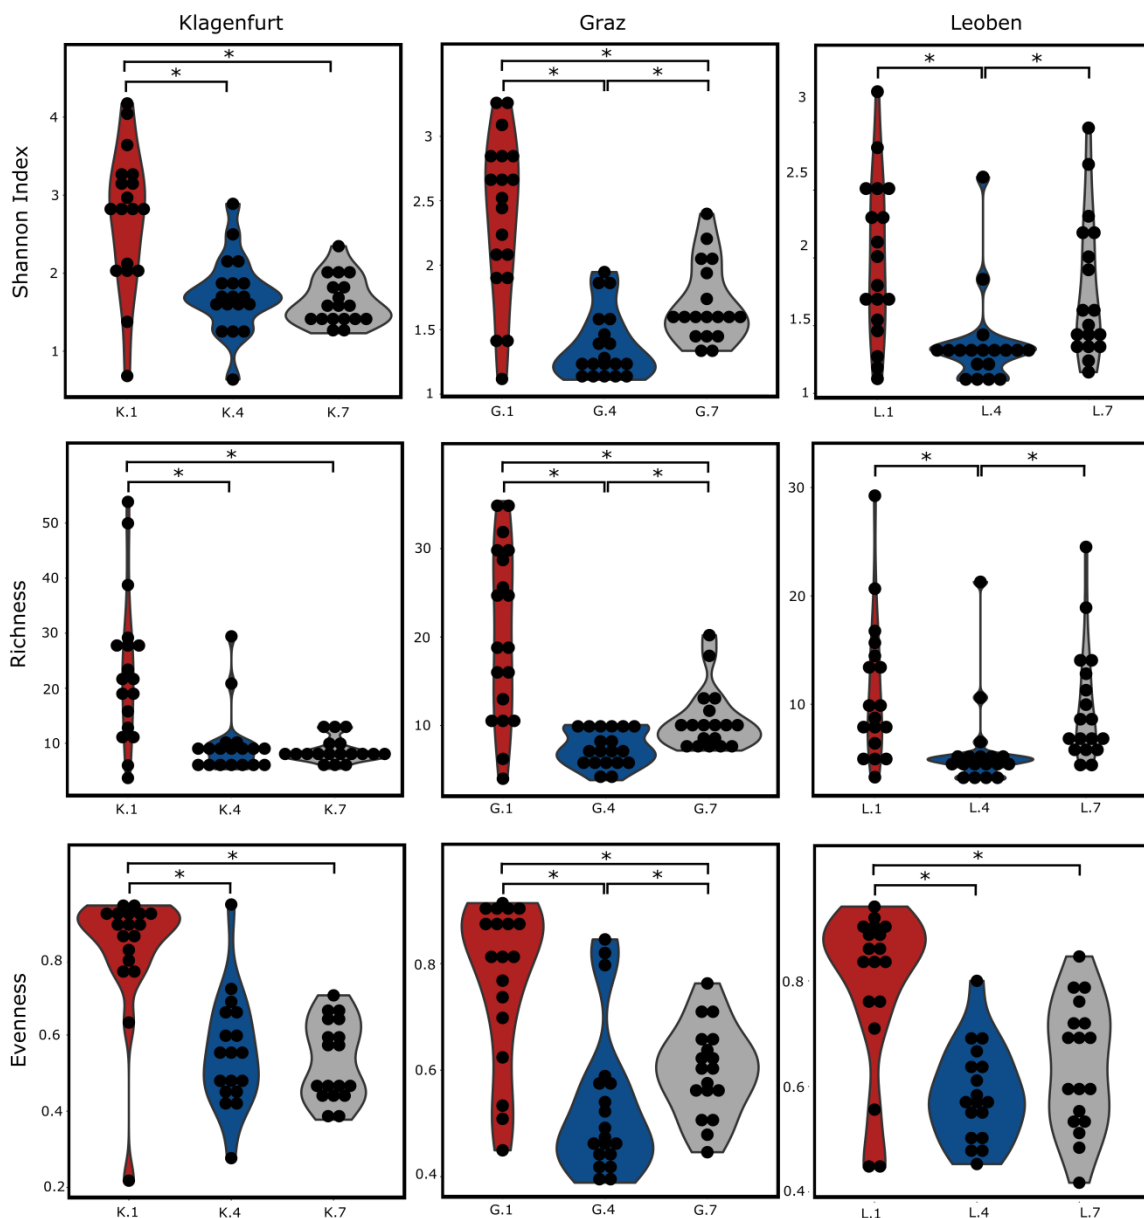 Klagenfurt
Graz
Leoben
Shannon Index
4
3
2
1
* *
K.1 K.4 K.7
3
2.5
2
1.5
1
* * *
G.1 G.4 G.7
3
2.5
2
1.5
1
* *
L.1 L.4 L.7
Richness
50
40
30
20
10
* *
K.1 K.4 K.7
30
20
10
* * *
G.1 G.4 G.7
30
20
10
* *
L.1 L.4 L.7
Evenness
0.8
0.6
0.4
0.2
* *
K.1 K.4 K.7
0.8
0.6
0.4
* * *
G.1 G.4 G.7
0.8
0.6
0.4
* *
L.1 L.4 L.7